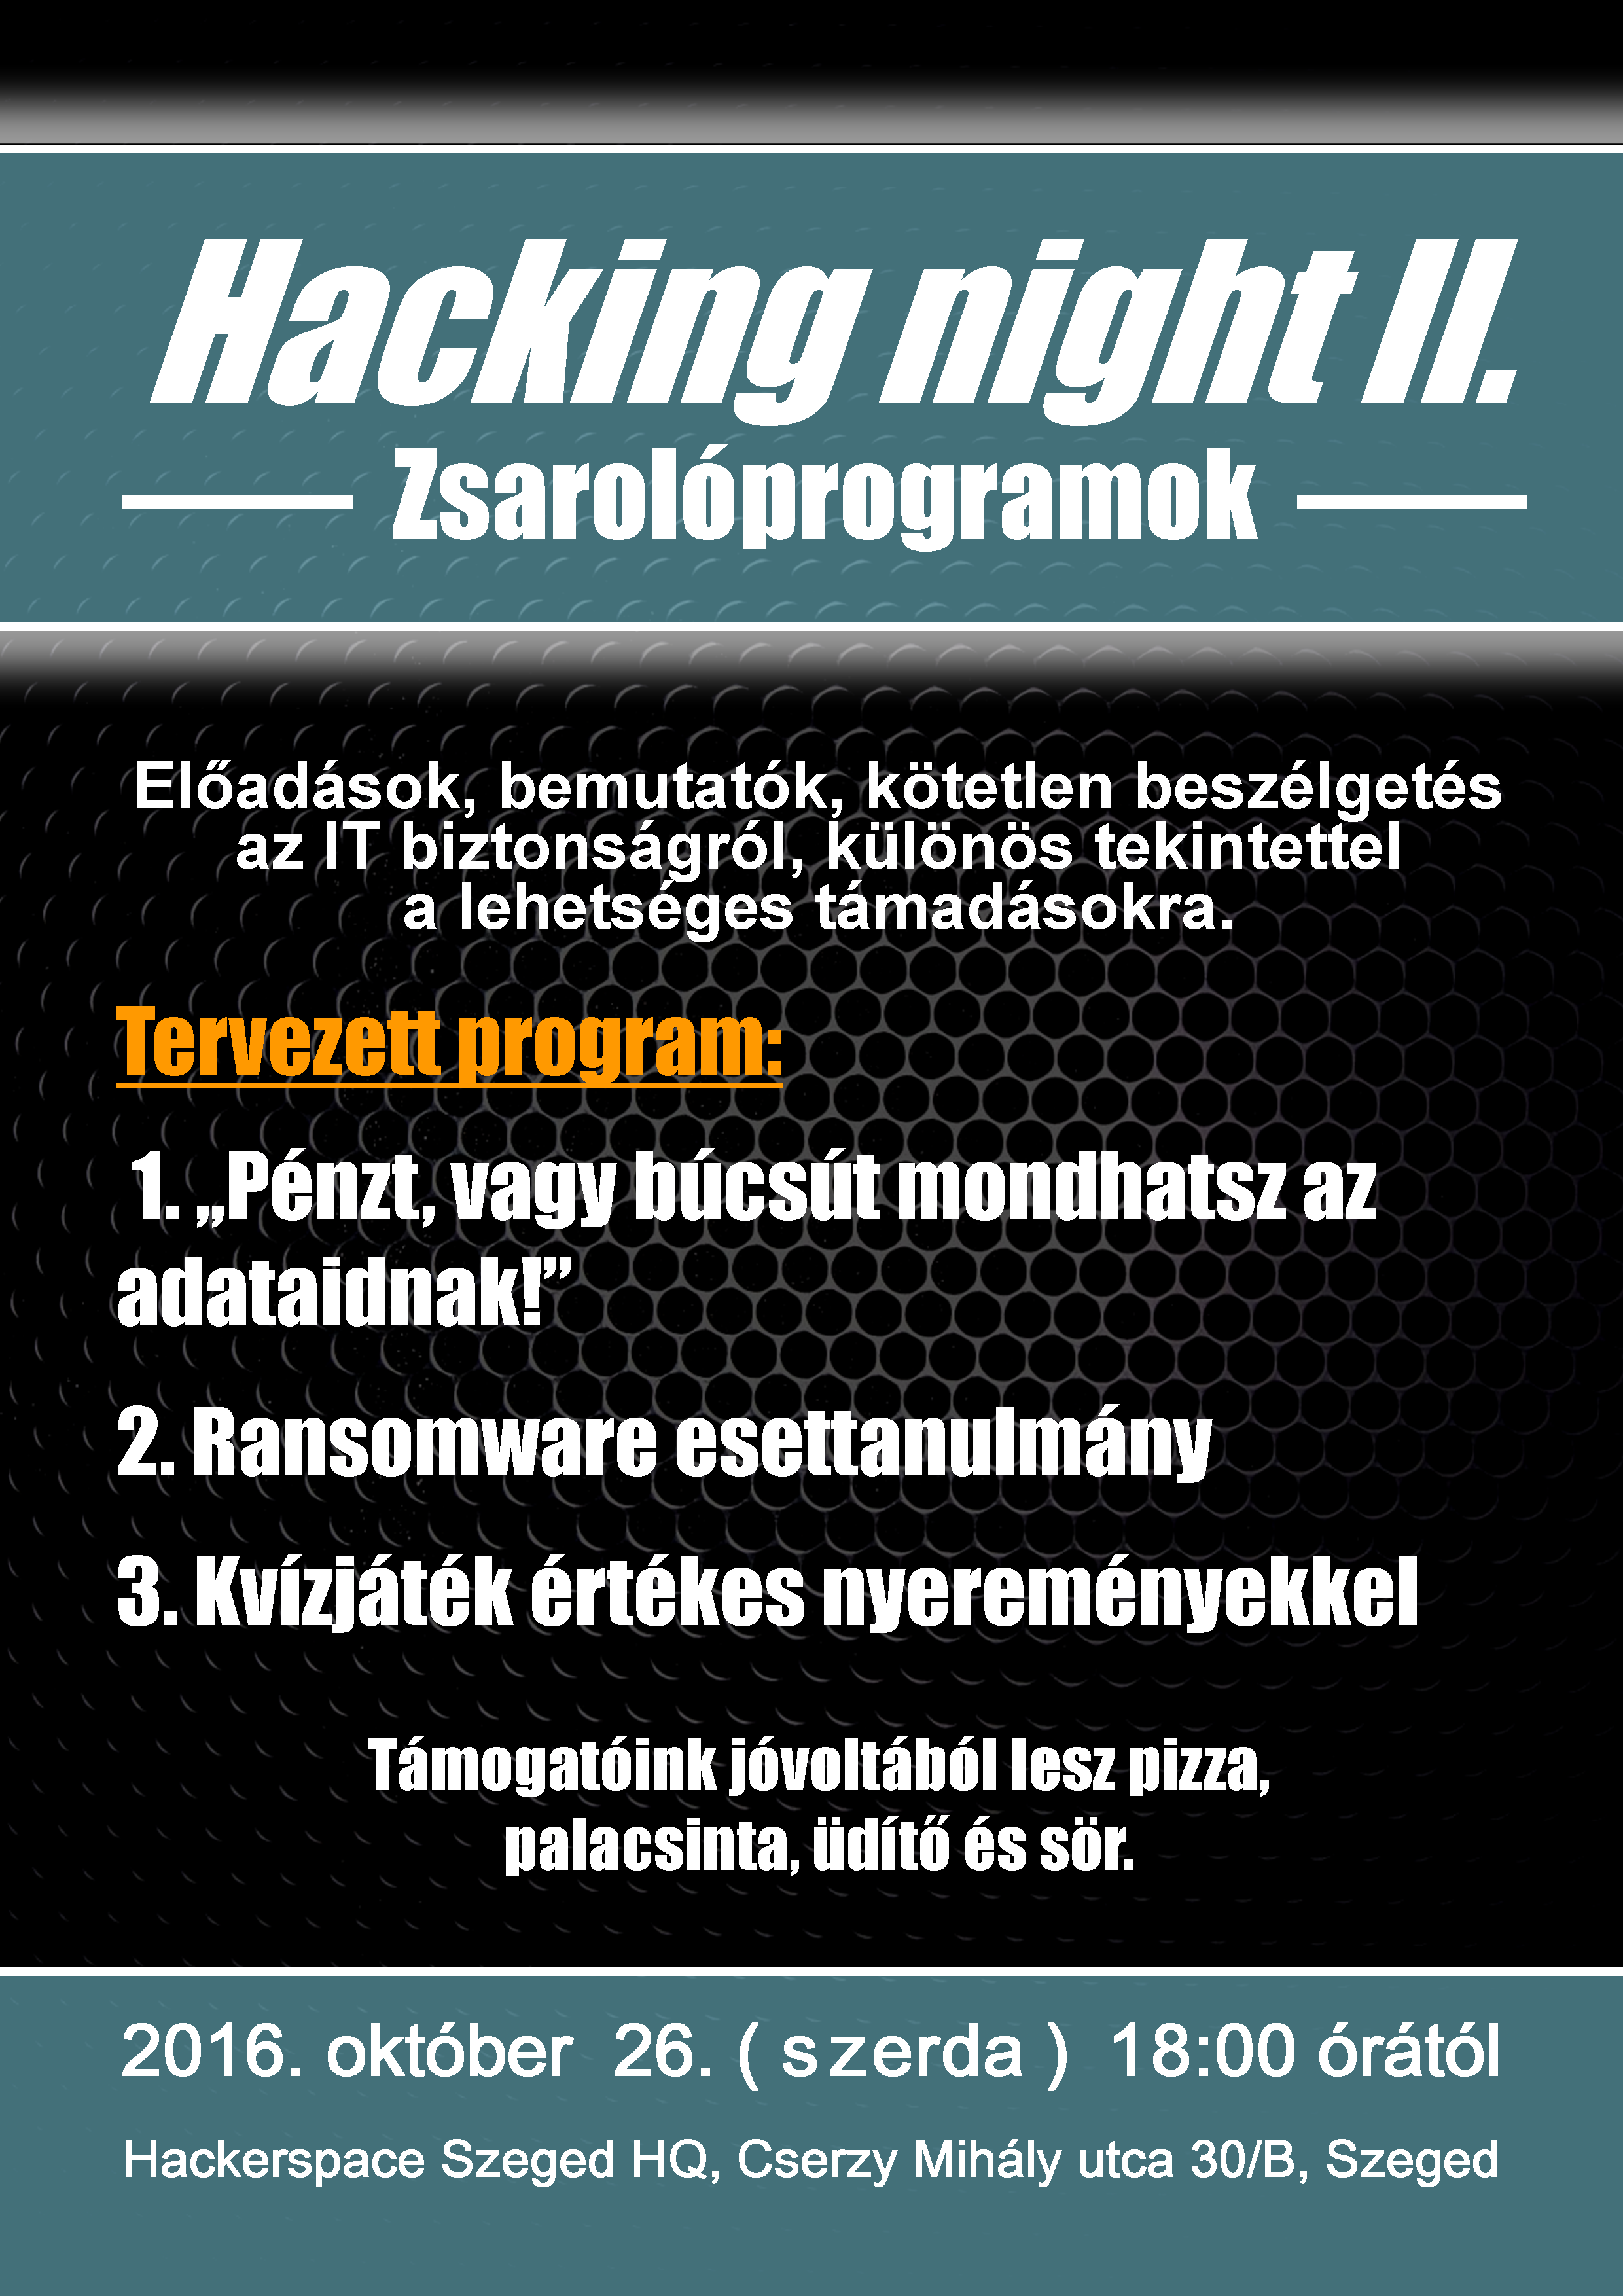 Hacking night II.
Zsarolóprogramok
Előadások, bemutatók, kötetlen beszélgetés
az IT biztonságról, különös tekintettel
a lehetséges támadásokra.
Tervezett program:
1. „Pénzt, vagy búcsút mondhatsz az
adataidnak!”
2. Ransomware esettanulmány
3. Kvízjáték értékes nyereményekkel
Támogatóink jóvoltából lesz pizza,
palacsinta, üdítő és sör.
2016. október 26. ( szerda ) 18:00 órától
Hackerspace Szeged HQ, Cserzy Mihály utca 30/B, Szeged